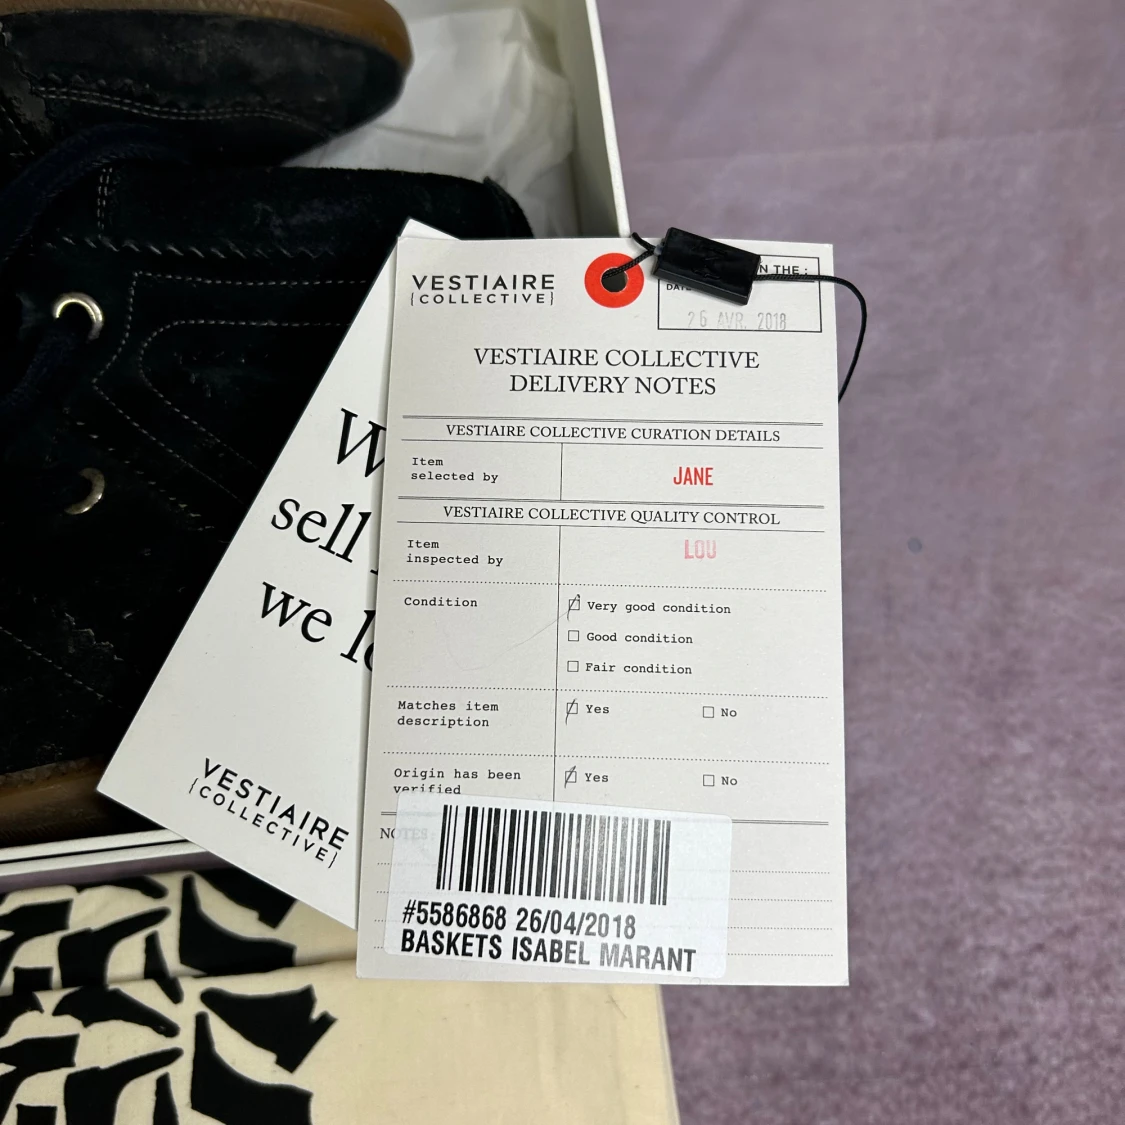 VESTIAIRE
{COLLECTIVE}
N THE :
DATE
26 AVR. 2018
VESTIAIRE COLLECTIVE
DELIVERY NOTES
VESTIAIRE COLLECTIVE CURATION DETAILS
Item
selected by
JANE
VESTIAIRE COLLECTIVE QUALITY CONTROL
Item
inspected by
LOU
Condition
Very good condition
Good condition
Fair condition
Matches item
description
Yes
No
Origin has been
verified
Yes
No
NOTES :
#5586868 26/04/2018
BASKETS ISABEL MARANT
sell
we
VESTIAIRE
{COLLECTIVE}